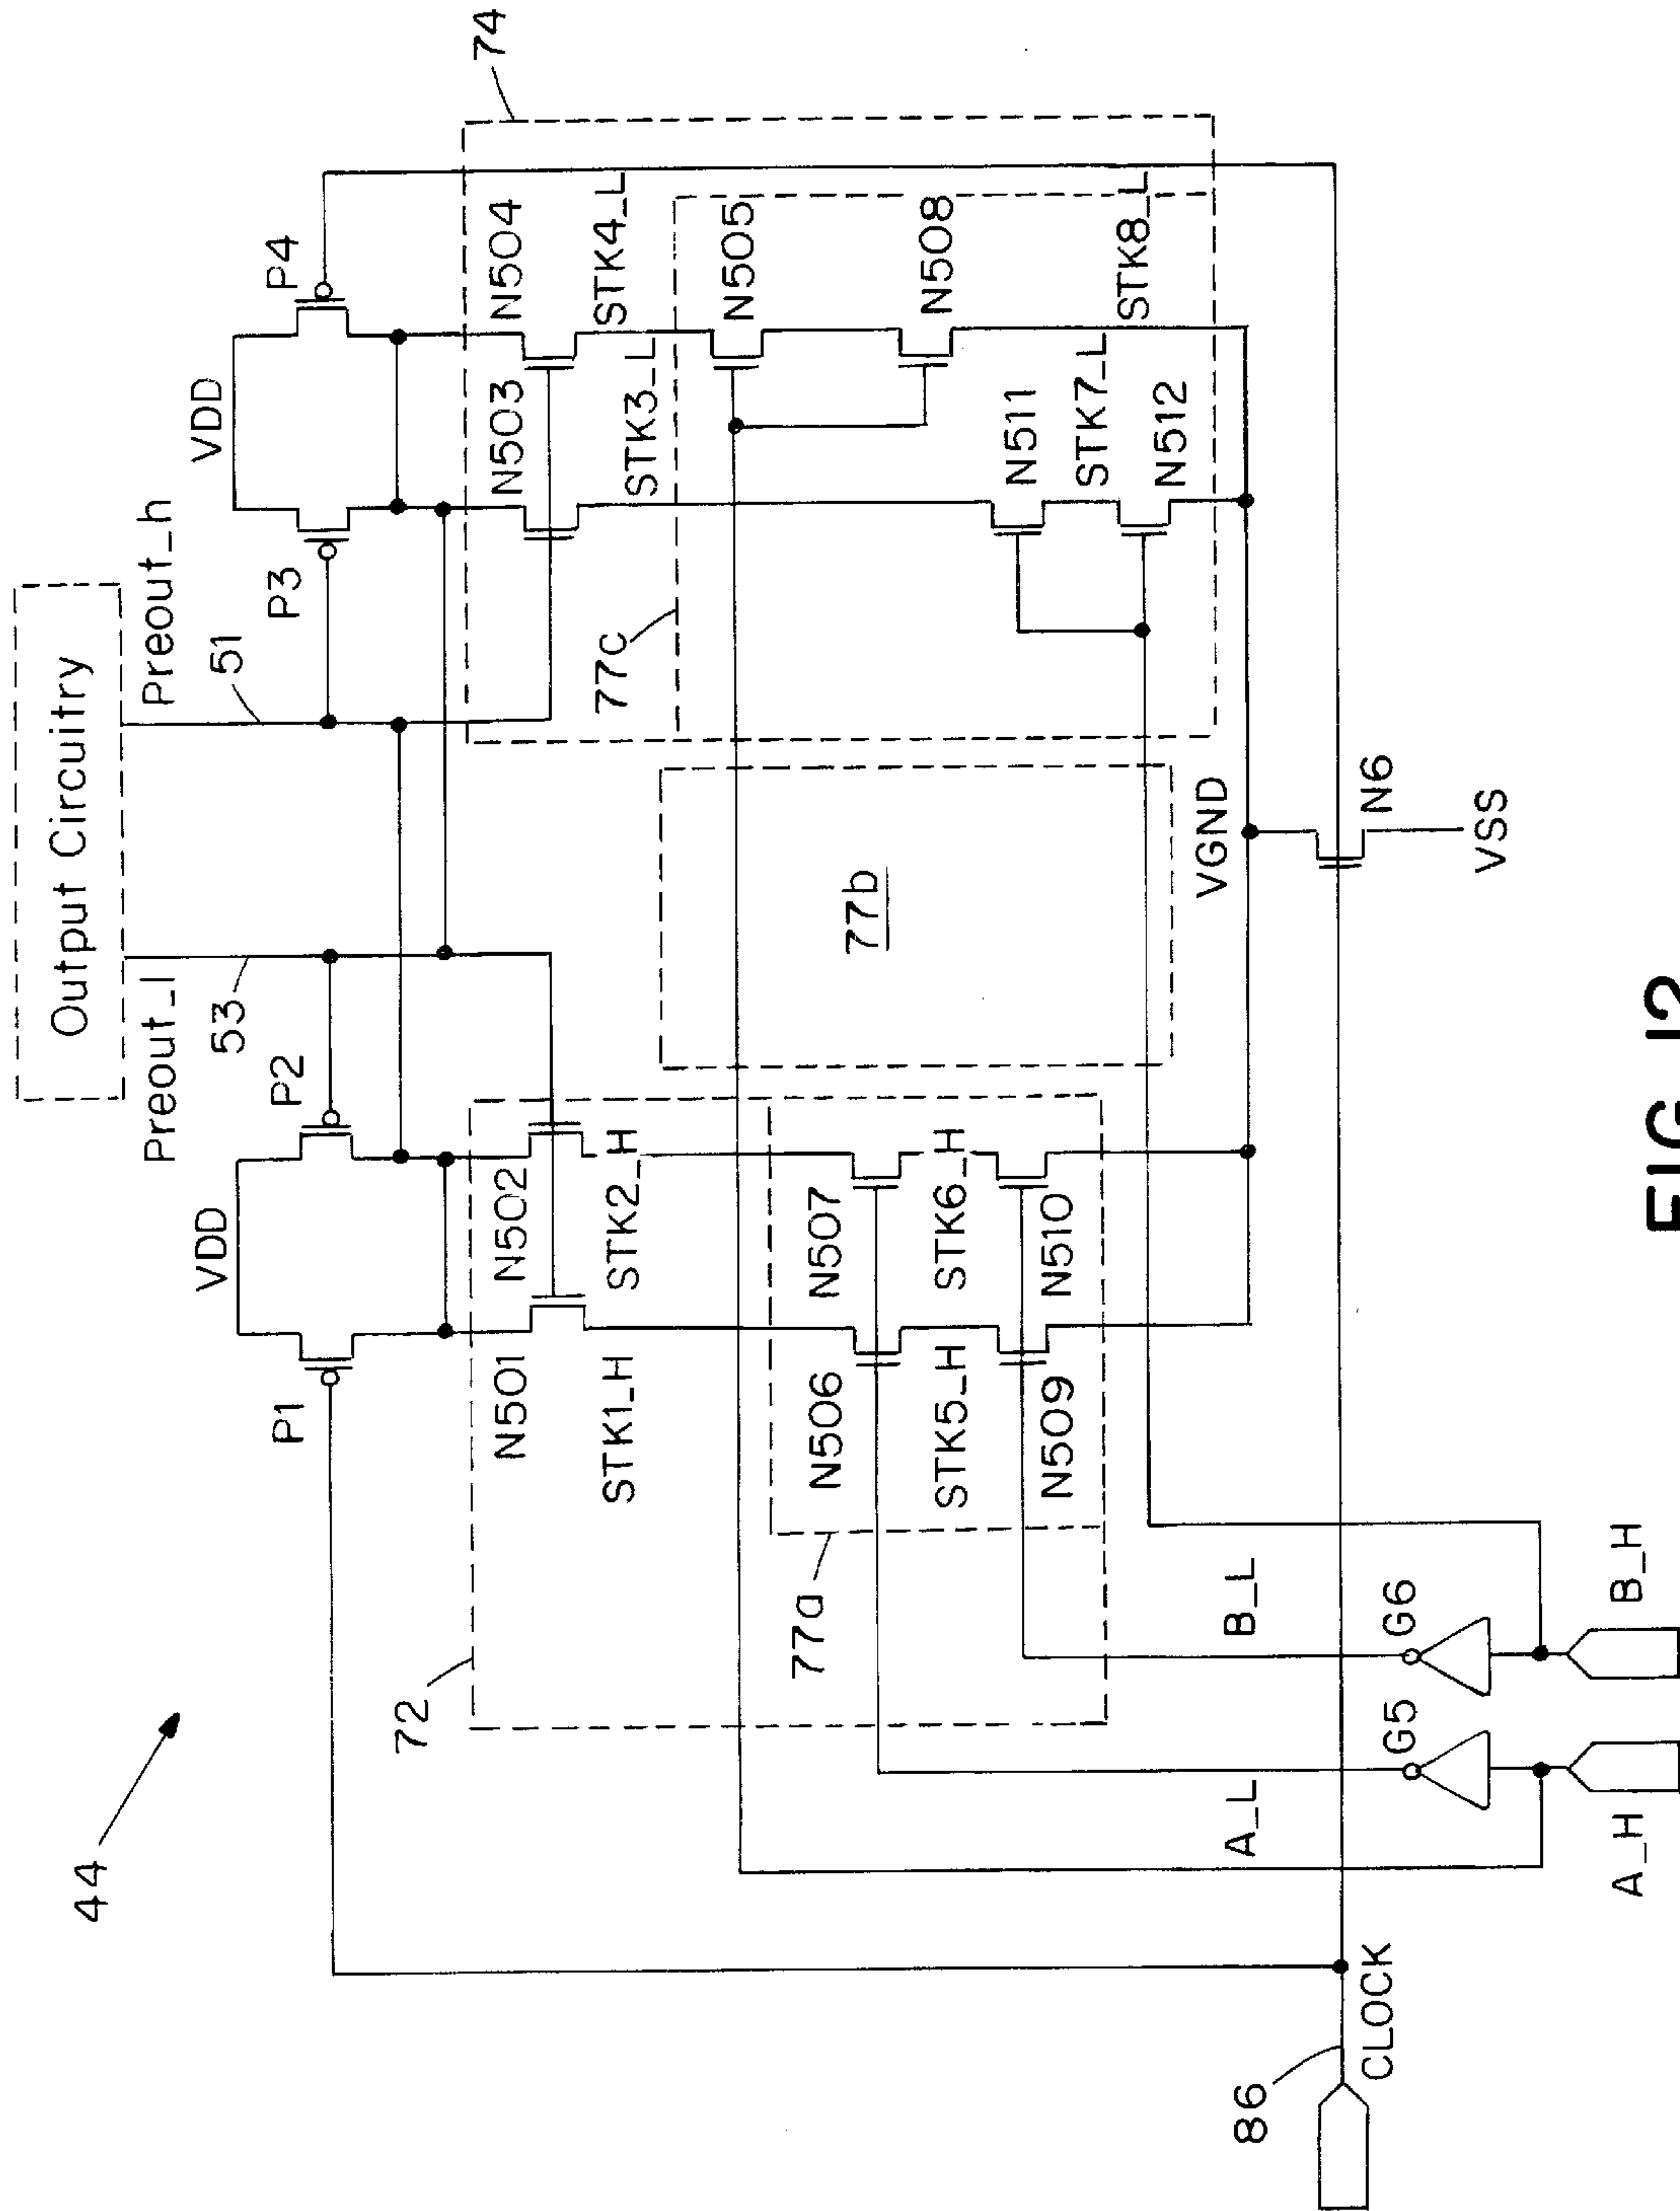 44
Output Circuitry
Preout_l
Preout_h
53
51
VDD
VDD
P1
P2
P3
P4
74
72
N501
N502
N503
N504
STK1_H
STK2_H
STK3_L
STK4_L
77a
77b
77c
N506
N507
N505
STK5_H
STK6_H
N508
N509
N510
N511
STK7_L
STK8_L
N512
A_L
B_L
VGND
G5
G6
N6
VSS
86
CLOCK
A_H
B_H
FIG. 12